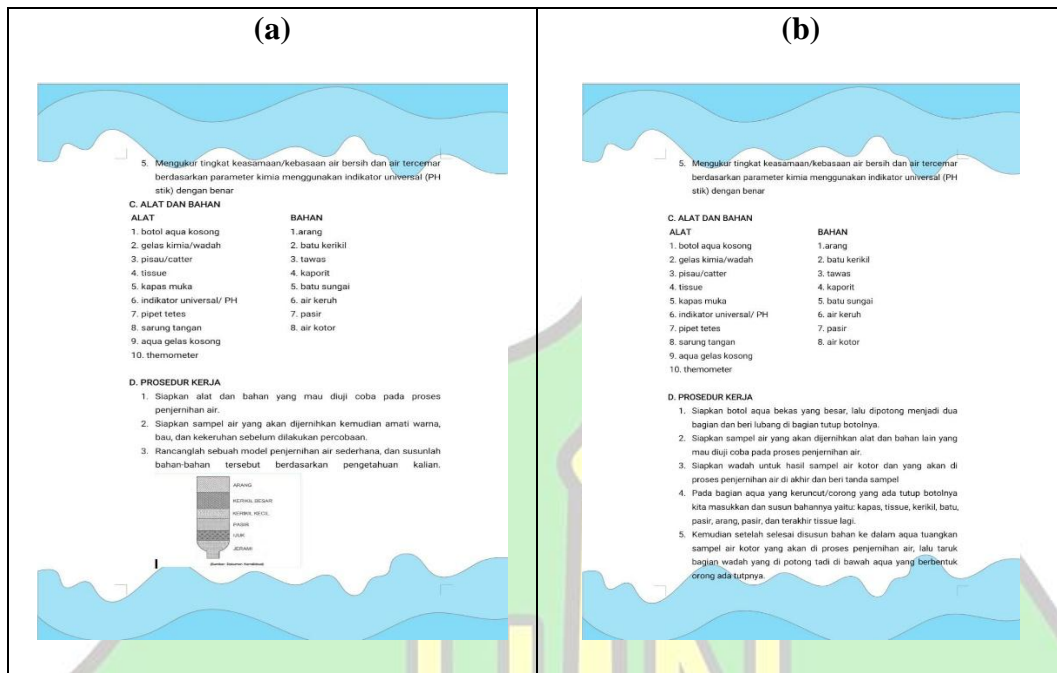 (a)
5. Mengukur tingkat keasamaan/kebasaan air bersih dan air tercemar
berdasarkan parameter kimia menggunakan indikator universal (PH
stik) dengan benar
C. ALAT DAN BAHAN
ALAT BAHAN
1. botol aqua kosong 1.arang
2. gelas kimia/wadah 2. batu kerikil
3. pisau/catter 3. tawas
4. tissue 4. kaporit
5. kapas muka 5. batu sungai
6. indikator universal/ PH 6. air keruh
7. pipet tetes 7. pasir
8. sarung tangan 8. air kotor
9. aqua gelas kosong
10. themometer
D. PROSEDUR KERJA
1. Siapkan alat dan bahan yang mau diuji coba pada proses
penjernihan air.
2. Siapkan sampel air yang akan dijernihkan kemudian amati warna,
bau, dan kekeruhan sebelum dilakukan percobaan.
3. Rancanglah sebuah model penjernihan air sederhana, dan susunlah
bahan-bahan tersebut berdasarkan pengetahuan kalian.
ARANG
KERIKIL BESAR
KERIKIL KECIL
PASIR
IJUK
JERAMI
(b)
5. Mengukur tingkat keasamaan/kebasaan air bersih dan air tercemar
berdasarkan parameter kimia menggunakan indikator universal (PH
stik) dengan benar
C. ALAT DAN BAHAN
ALAT BAHAN
1. botol aqua kosong 1.arang
2. gelas kimia/wadah 2. batu kerikil
3. pisau/catter 3. tawas
4. tissue 4. kaporit
5. kapas muka 5. batu sungai
6. indikator universal/ PH 6. air keruh
7. pipet tetes 7. pasir
8. sarung tangan 8. air kotor
9. aqua gelas kosong
10. themometer
D. PROSEDUR KERJA
1. Siapkan botol aqua bekas yang besar, lalu dipotong menjadi dua
bagian dan beri lubang di bagian tutup botolnya.
2. Siapkan sampel air yang akan dijernihkan alat dan bahan lain yang
mau diuji coba pada proses penjernihan air.
3. Siapkan wadah untuk hasil sampel air kotor dan yang akan di
proses penjernihan air di akhir dan beri tanda sampel
4. Pada bagian aqua yang keruncut/corong yang ada tutup botolnya
kita masukkan dan susun bahannya yaitu: kapas, tissue, kerikil, batu,
pasir, arang, pasir, dan terakhir tissue lagi.
5. Kemudian setelah selesai disusun bahan ke dalam aqua tuangkan
sampel air kotor yang akan di proses penjernihan air, lalu taruk
bagian wadah yang di potong tadi di bawah aqua yang berbentuk
orong ada tutpnya.